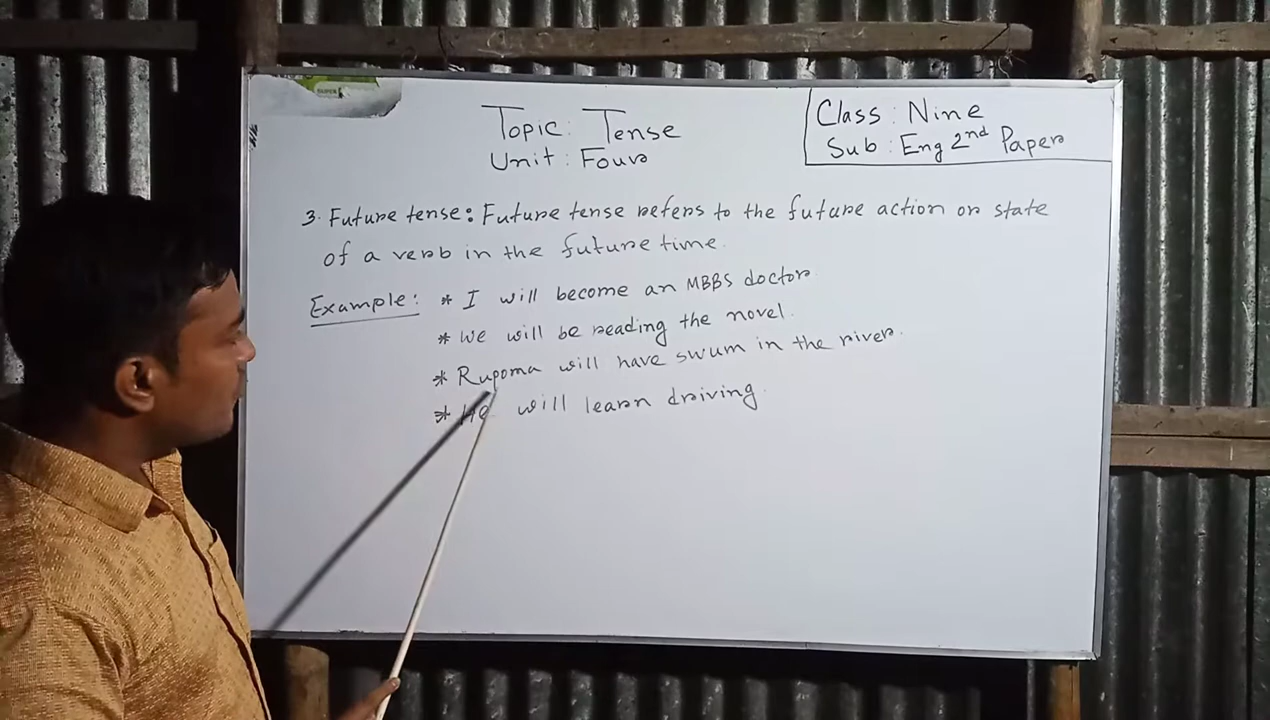 Topic: Tense
Unit: Four
Class: Nine
Sub: Eng 2nd Paper
3. Future tense: Future tense refers to the future action or state
of a verb in the future time.
Example: * I will become an MBBS doctor.
* We will be reading the novel.
* Rupoma will have swum in the river.
* He will learn driving.
SUPER